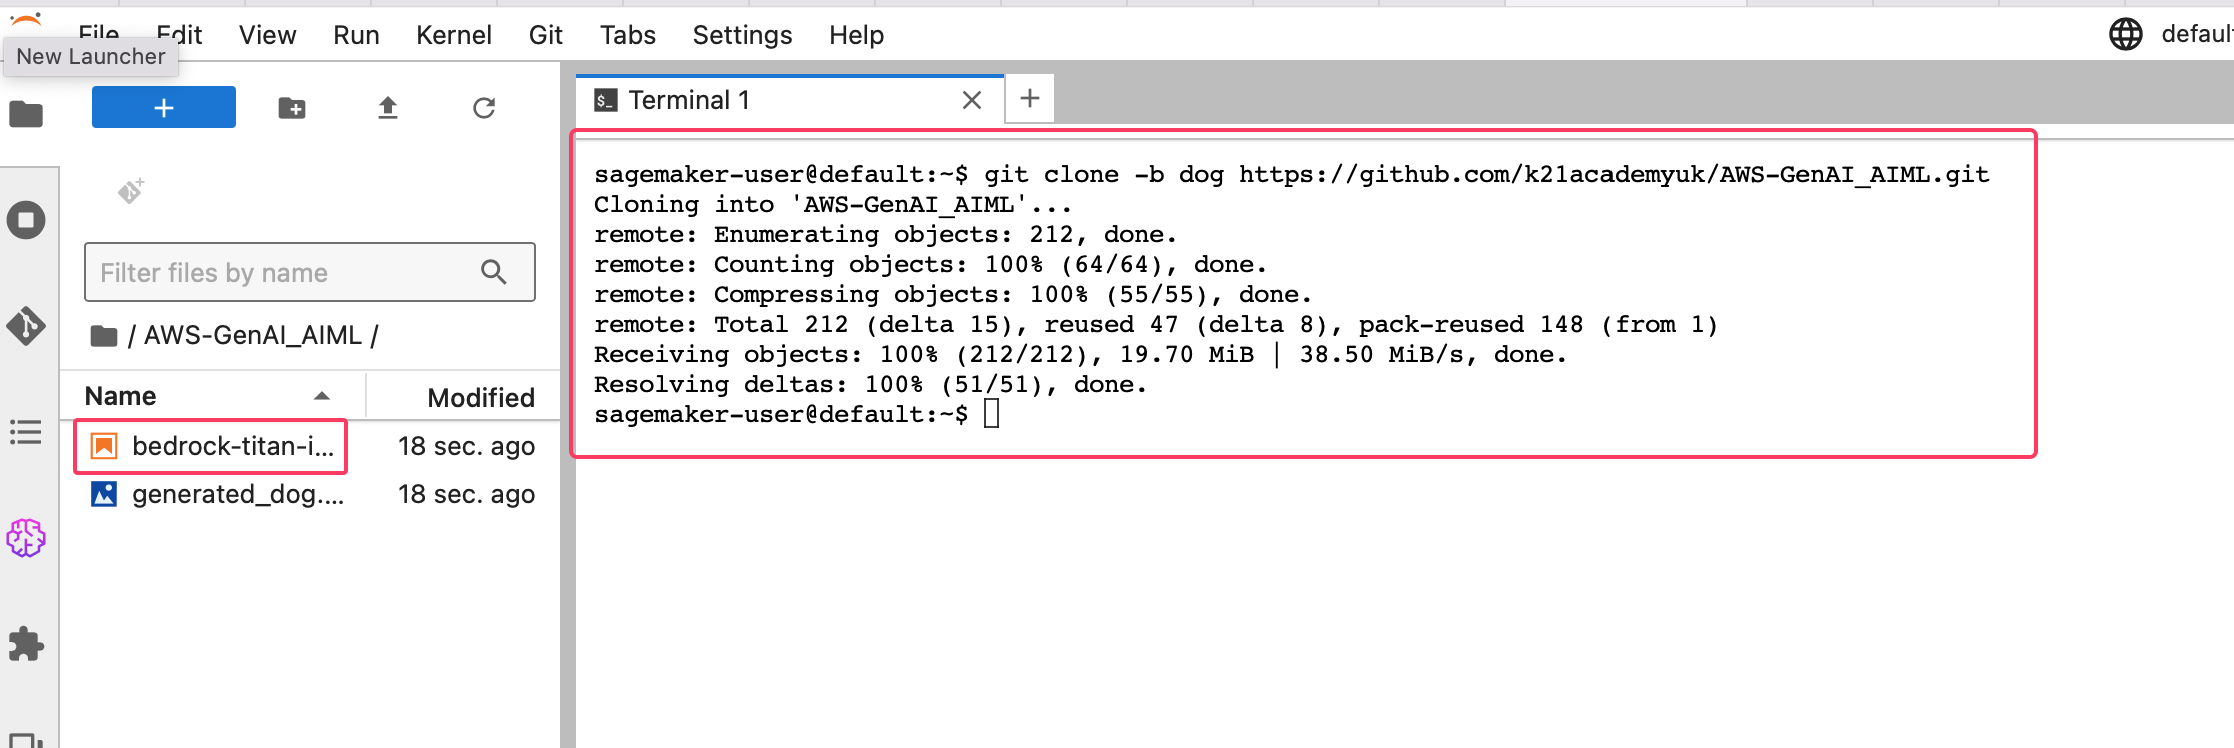 File Edit View Run Kernel Git Tabs Settings Help
New Launcher
Terminal 1
Filter files by name
/ AWS-GenAI_AIML /
Name Modified
bedrock-titan-i... 18 sec. ago
generated_dog.... 18 sec. ago
sagemaker-user@default:~$ git clone -b dog https://github.com/k21academyuk/AWS-GenAI_AIML.git
Cloning into 'AWS-GenAI_AIML'...
remote: Enumerating objects: 212, done.
remote: Counting objects: 100% (64/64), done.
remote: Compressing objects: 100% (55/55), done.
remote: Total 212 (delta 15), reused 47 (delta 8), pack-reused 148 (from 1)
Receiving objects: 100% (212/212), 19.70 MiB | 38.50 MiB/s, done.
Resolving deltas: 100% (51/51), done.
sagemaker-user@default:~$